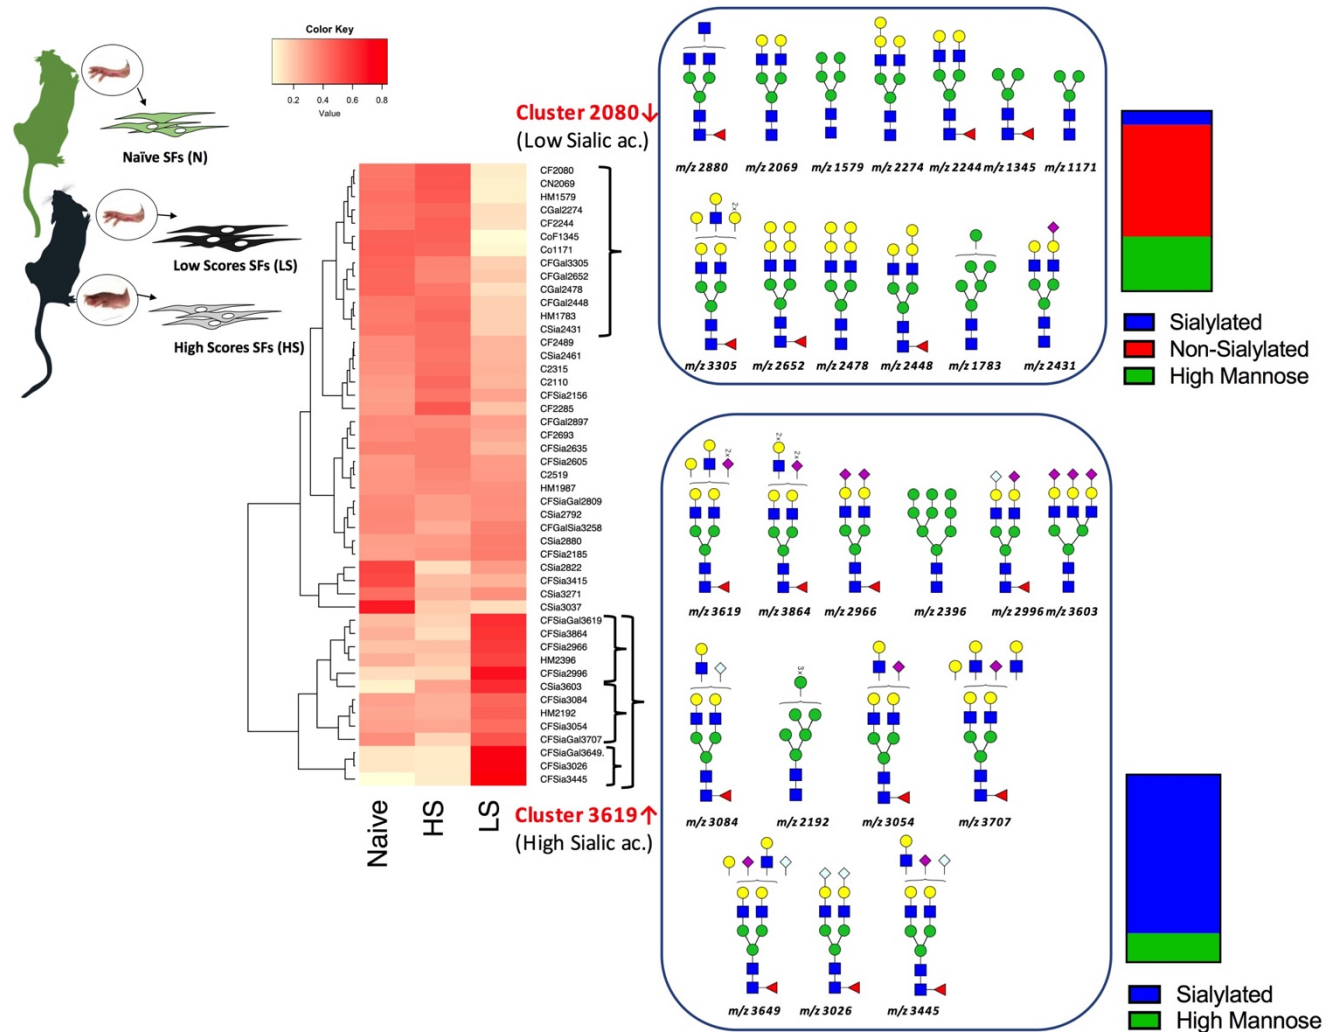 Color Key
0.2 0.4 0.6 0.8
Value
Naïve SFs (N)
Low Scores SFs (LS)
High Scores SFs (HS)
Cluster 2080↓
(Low Sialic ac.)
CF2080
CN2069
HM1579
CGal2274
CF2244
CoF1345
Co1171
CFGal3305
CFGal2652
CGal2478
CFGal2448
HM1783
CSia2431
CF2489
CSia2461
C2315
C2110
CFSia2156
CF2285
CFGal2897
CF2693
CFSia2635
CFSia2605
C2519
HM1987
CFSiaGal2809
CSia2792
CFGalSia3258
CSia2880
CFSia2185
CSia2822
CFSia3415
CSia3271
CSia3037
CFSiaGal3619
CFSia3864
CFSia2966
HM2396
CFSia2996
CSia3603
CFSia3084
HM2192
CFSia3054
CFSiaGal3707
CFSiaGal3649.
CFSia3026
CFSia3445
Naive
HS
LS
Cluster 3619↑
(High Sialic ac.)
m/z 2880 m/z 2069 m/z 1579 m/z 2274 m/z 2244 m/z 1345 m/z 1171
2x
m/z 3305 m/z 2652 m/z 2478 m/z 2448 m/z 1783 m/z 2431
Sialylated
Non-Sialylated
High Mannose
2x 2x 2x
m/z 3619 m/z 3864 m/z 2966 m/z 2396 m/z 2996 m/z 3603
3x
m/z 3084 m/z 2192 m/z 3054 m/z 3707
m/z 3649 m/z 3026 m/z 3445
Sialylated
High Mannose